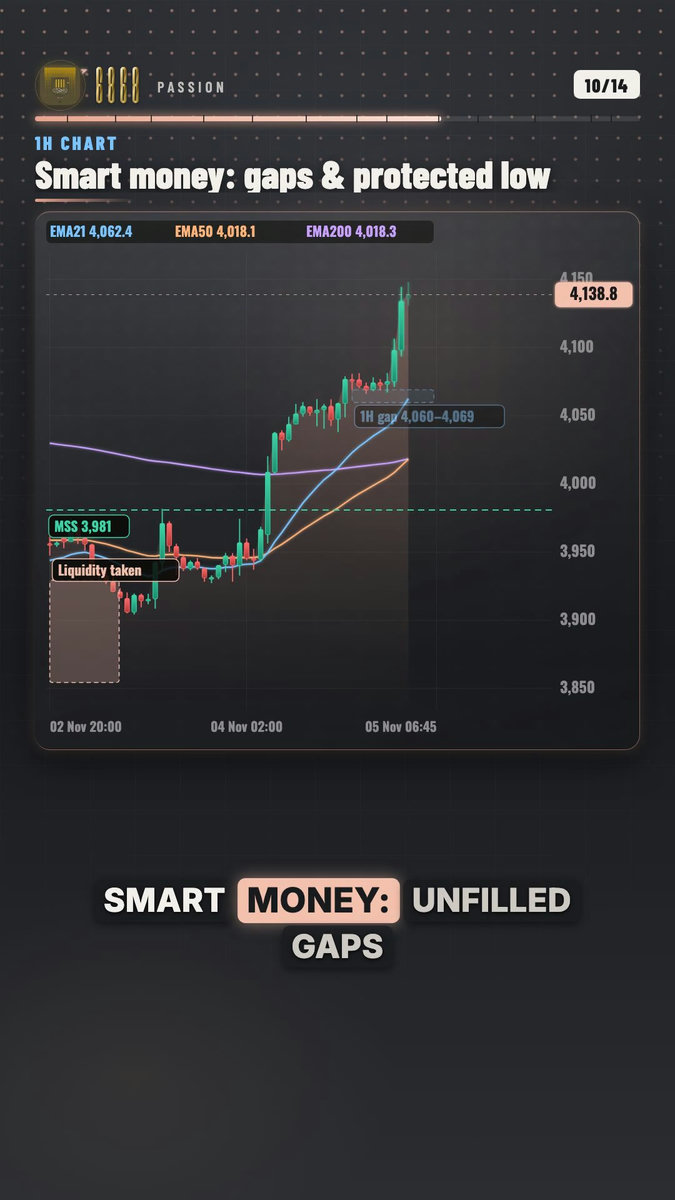 8888 PASSION 10/14
1H CHART
Smart money: gaps & protected low
EMA21 4,062.4 EMA50 4,018.1 EMA200 4,018.3
4,150
4,138.8
4,100
1H gap 4,060–4,069
4,050
4,000
MSS 3,981
3,950
Liquidity taken
3,900
3,850
02 Nov 20:00 04 Nov 02:00 05 Nov 06:45
SMART MONEY: UNFILLED
GAPS